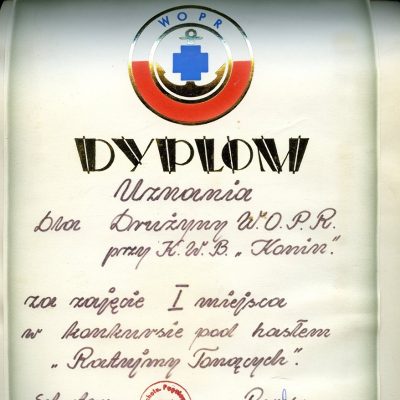 WOPR
DYPLOM
Uznania
Dla Drużyny W.O.P.R.
przy K.W.B. „Konin".
za zajęcie I miejsca
w konkursie pod hasłem
„Ratujmy Tonących".